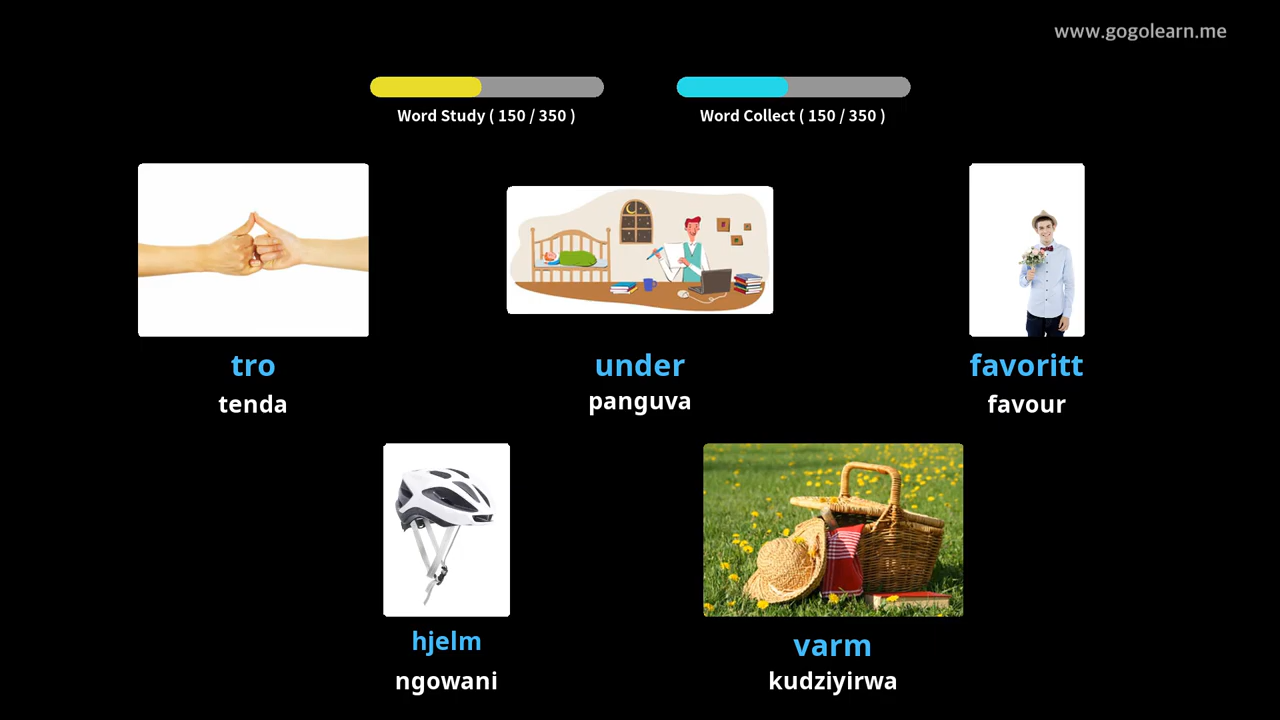 www.gogolearn.me
Word Study ( 150 / 350 )
Word Collect ( 150 / 350 )
tro
tenda
under
panguva
favoritt
favour
hjelm
ngowani
varm
kudziyirwa